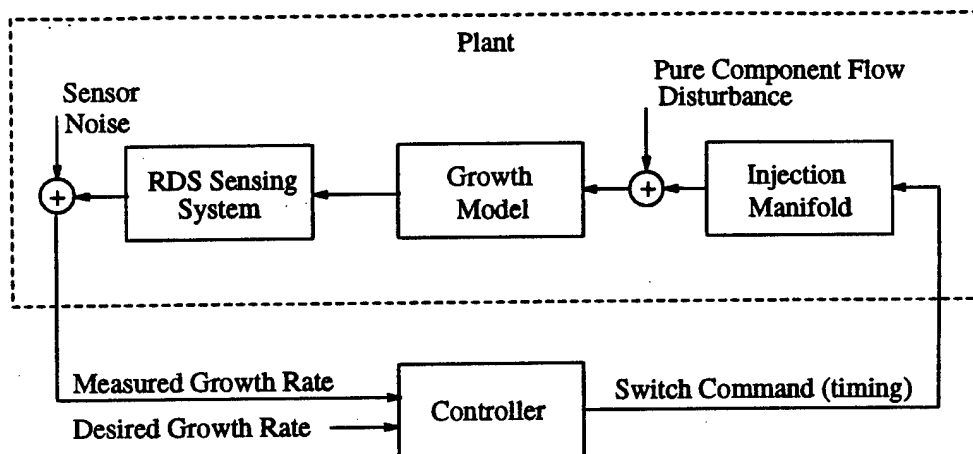 Plant
Pure Component Flow
Disturbance
Sensor
Noise
+
RDS Sensing
System
Growth
Model
+
Injection
Manifold
Measured Growth Rate
Desired Growth Rate
Controller
Switch Command (timing)